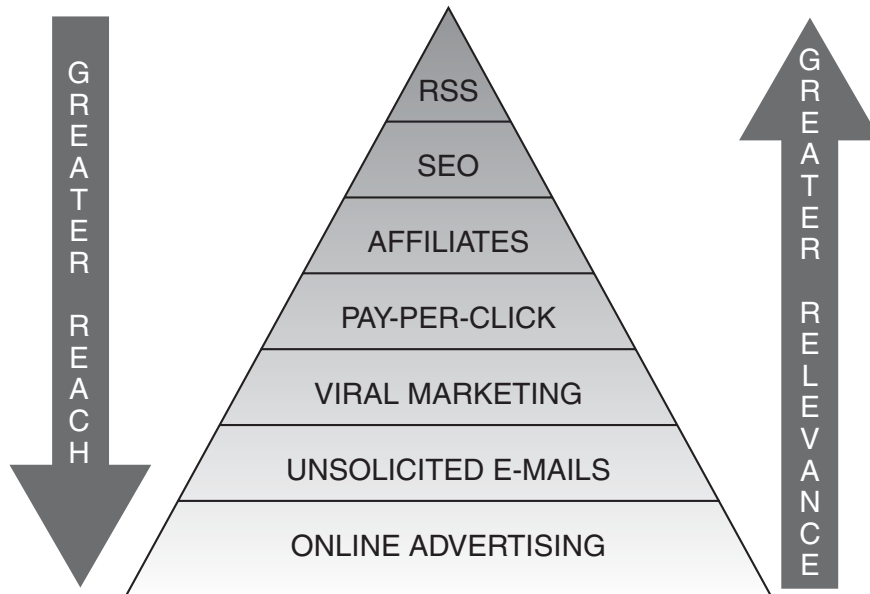 GREATER REACH
RSS
SEO
AFFILIATES
PAY-PER-CLICK
VIRAL MARKETING
UNSOLICITED E-MAILS
ONLINE ADVERTISING
GREATER RELEVANCE